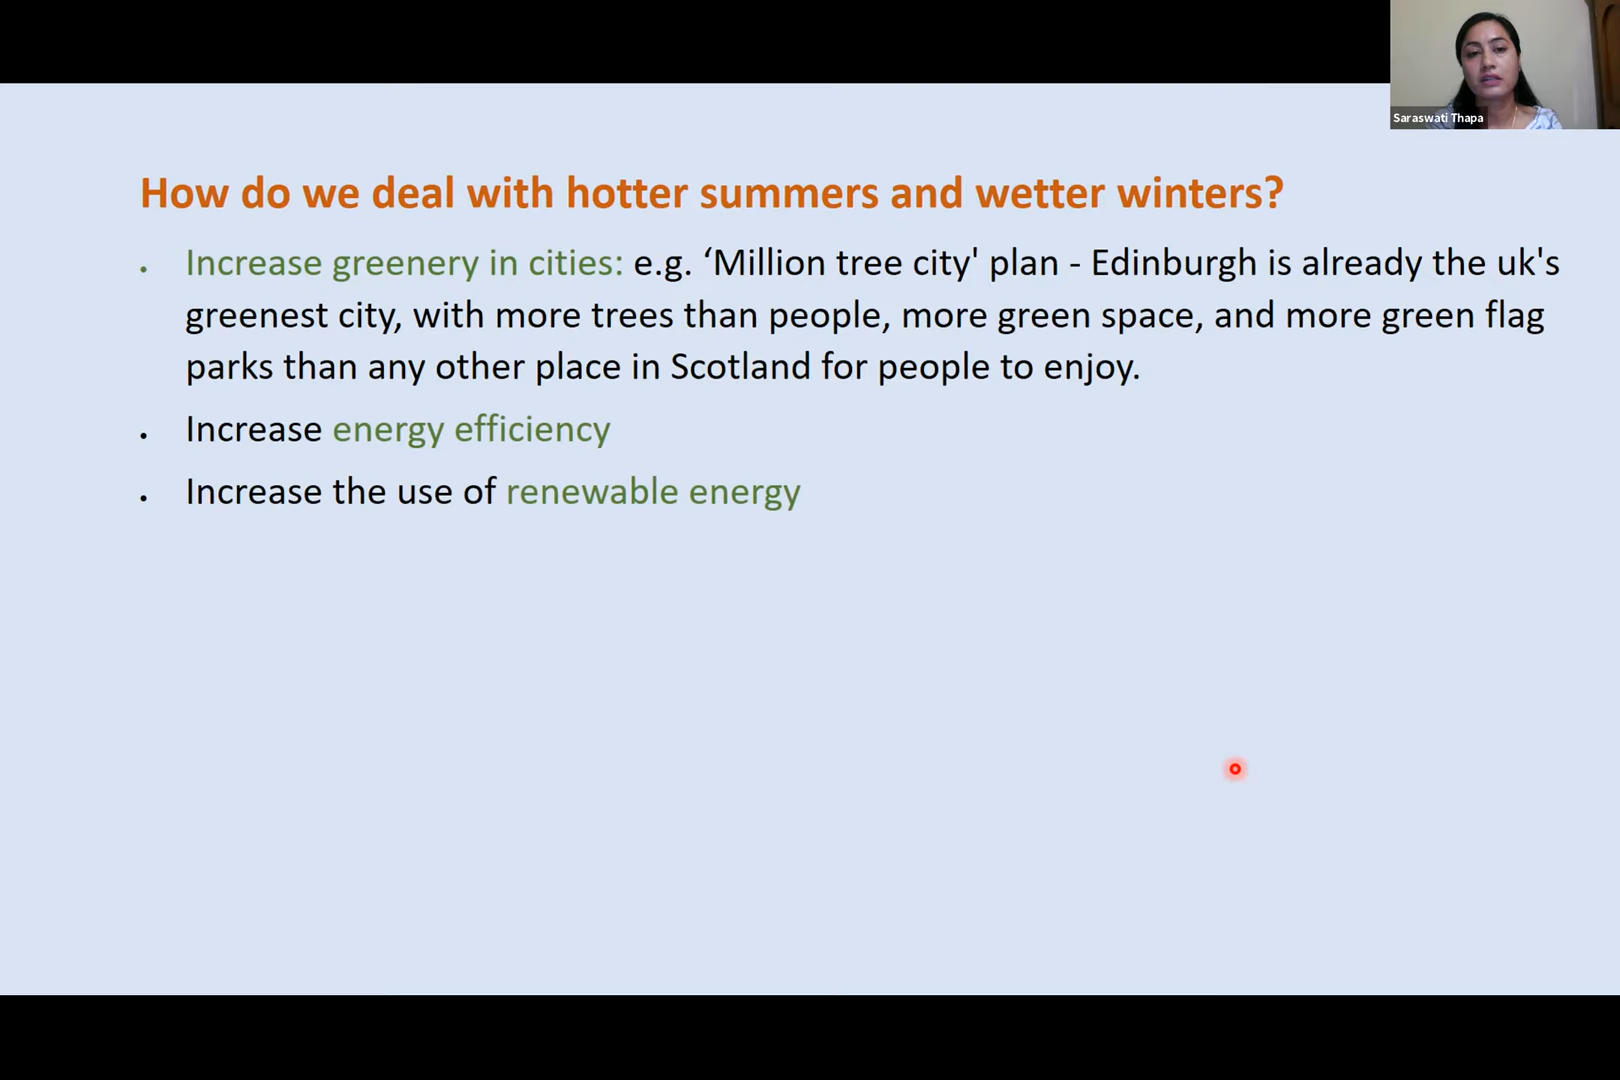 Saraswati Thapa
How do we deal with hotter summers and wetter winters?
• Increase greenery in cities: e.g. ‘Million tree city' plan - Edinburgh is already the uk's
greenest city, with more trees than people, more green space, and more green flag
parks than any other place in Scotland for people to enjoy.
• Increase energy efficiency
• Increase the use of renewable energy